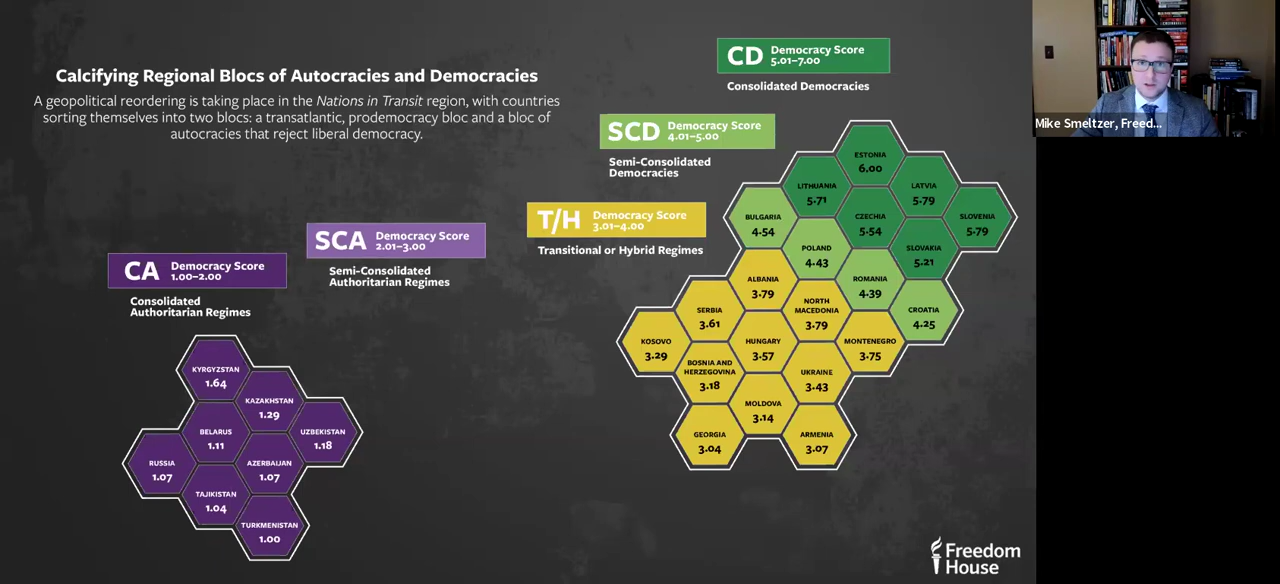 Calcifying Regional Blocs of Autocracies and Democracies
A geopolitical reordering is taking place in the Nations in Transit region, with countries
sorting themselves into two blocs: a transatlantic, prodemocracy bloc and a bloc of
autocracies that reject liberal democracy.
CD Democracy Score
5.01–7.00
Consolidated Democracies
SCD Democracy Score
4.01–5.00
Semi-Consolidated
Democracies
T/H Democracy Score
3.01–4.00
Transitional or Hybrid Regimes
SCA Democracy Score
2.01–3.00
Semi-Consolidated
Authoritarian Regimes
CA Democracy Score
1.00–2.00
Consolidated
Authoritarian Regimes
ESTONIA
6.00
LITHUANIA
5.71
LATVIA
5.79
BULGARIA
4.54
CZECHIA
5.54
SLOVENIA
5.79
POLAND
4.43
SLOVAKIA
5.21
ALBANIA
3.79
ROMANIA
4.39
SERBIA
3.61
NORTH
MACEDONIA
3.79
CROATIA
4.25
KOSOVO
3.29
HUNGARY
3.57
MONTENEGRO
3.75
BOSNIA AND
HERZEGOVINA
3.18
UKRAINE
3.43
MOLDOVA
3.14
GEORGIA
3.04
ARMENIA
3.07
KYRGYZSTAN
1.64
KAZAKHSTAN
1.29
BELARUS
1.11
UZBEKISTAN
1.18
RUSSIA
1.07
AZERBAIJAN
1.07
TAJIKISTAN
1.04
TURKMENISTAN
1.00
Freedom
House
Mike Smeltzer, Freed...